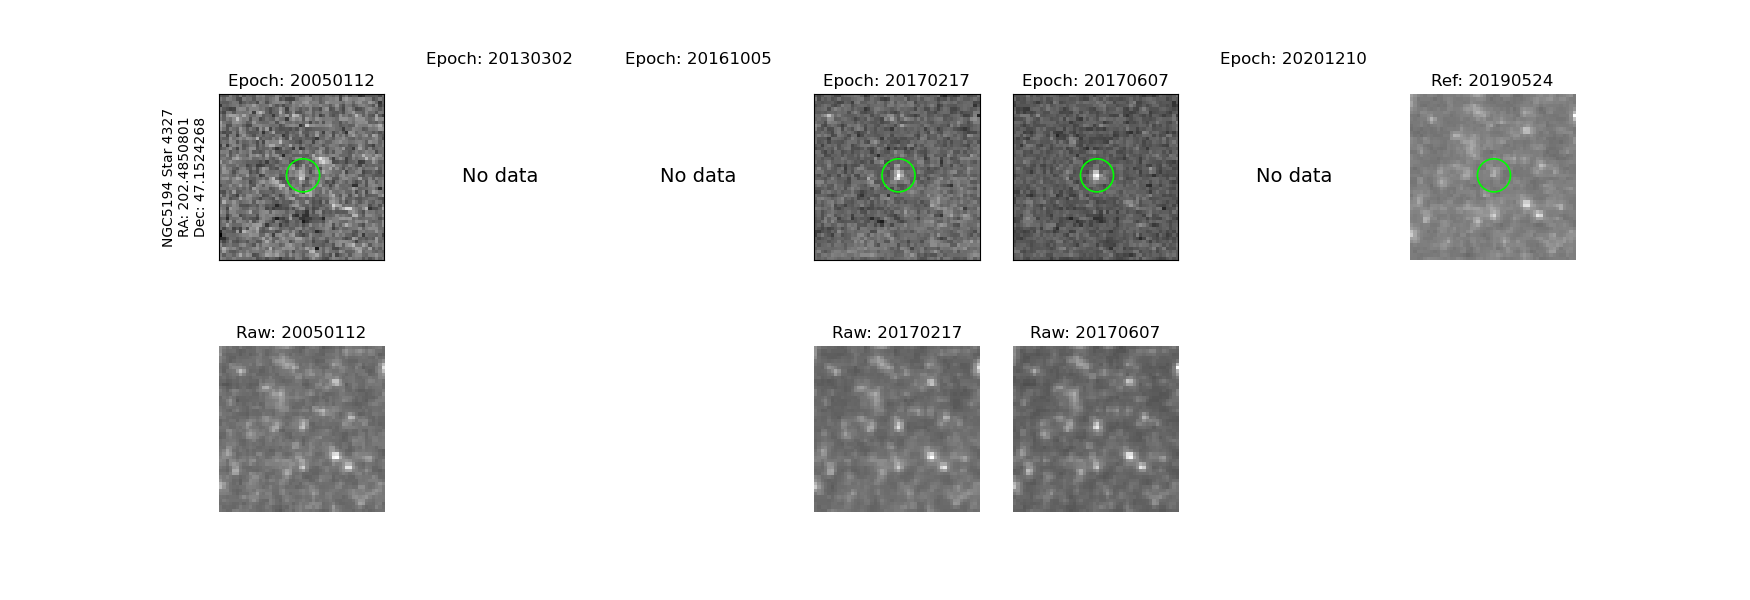 Epoch: 20050112
Epoch: 20130302
Epoch: 20161005
Epoch: 20170217
Epoch: 20170607
Epoch: 20201210
Ref: 20190524
NGC5194 Star 4327
RA: 202.4850801
Dec: 47.1524268
No data
No data
No data
Raw: 20050112
Raw: 20170217
Raw: 20170607